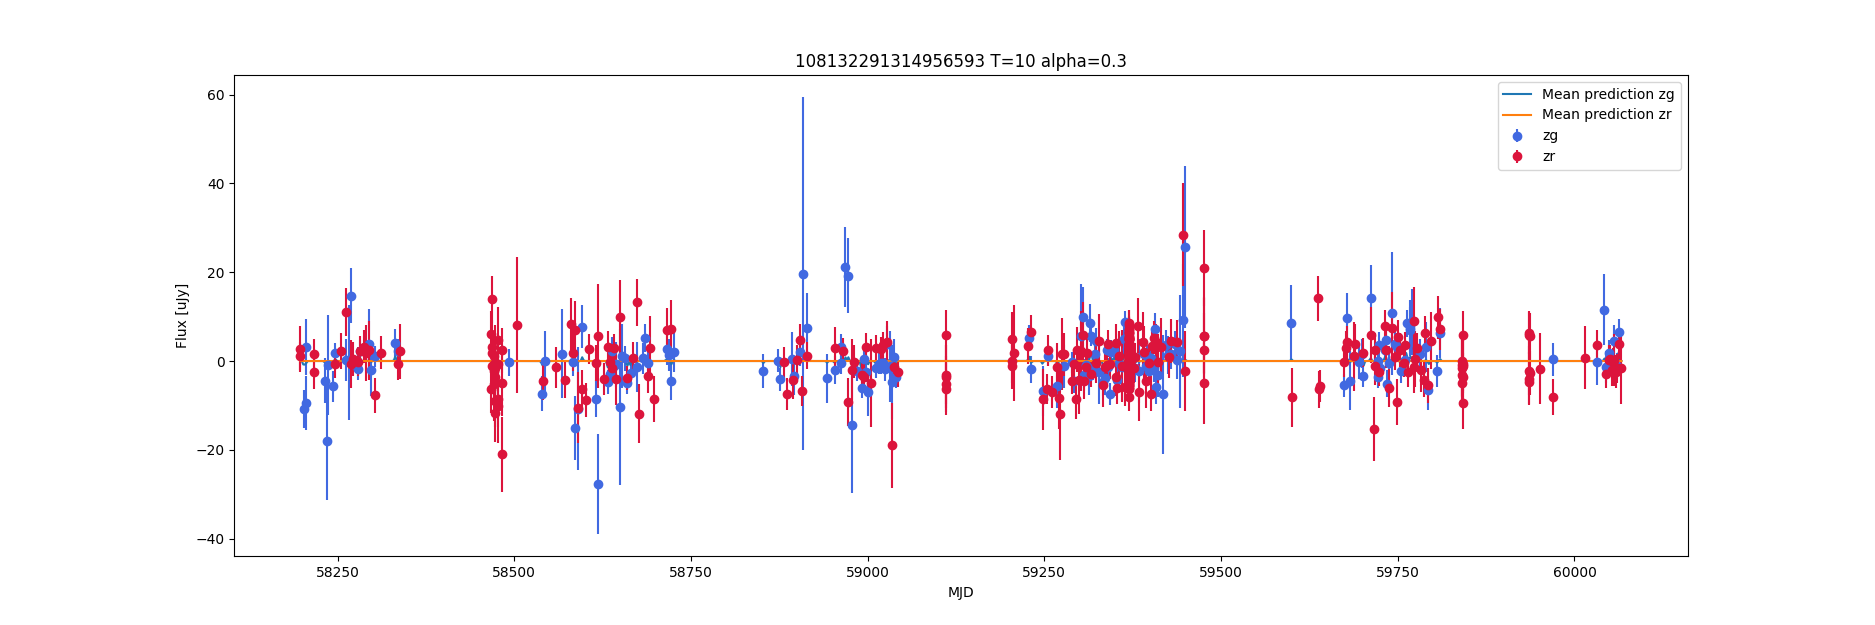 108132291314956593 T=10 alpha=0.3
Mean prediction zg
Mean prediction zr
zg
zr
Flux [uJy]
60
40
20
0
−20
−40
58250 58500 58750 59000 59250 59500 59750 60000
MJD